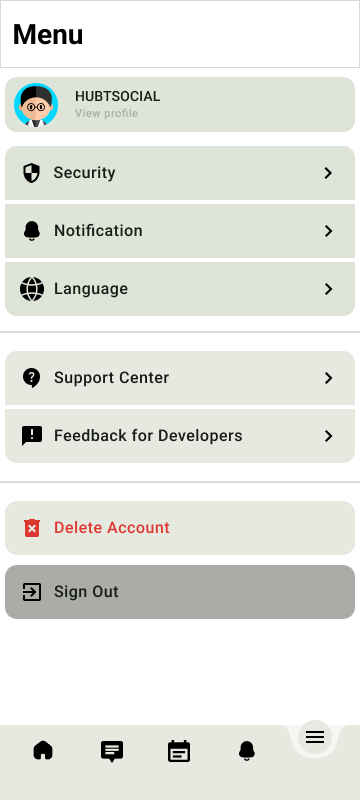 Menu
HUBTSOCIAL
View profile
Security
Notification
Language
Support Center
Feedback for Developers
Delete Account
Sign Out